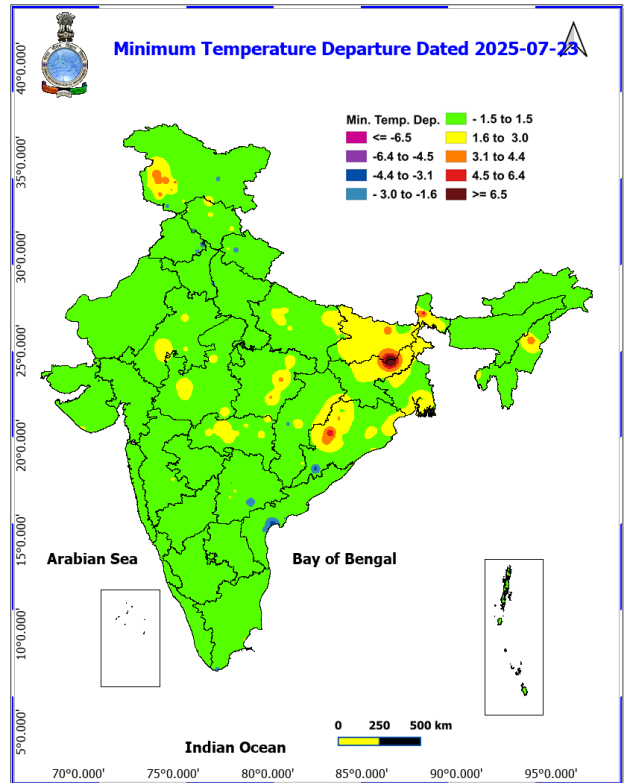 Minimum Temperature Departure Dated 2025-07-23
Min. Temp. Dep.
<= -6.5
-6.4 to -4.5
-4.4 to -3.1
- 3.0 to -1.6
- 1.5 to 1.5
1.6 to 3.0
3.1 to 4.4
4.5 to 6.4
>= 6.5
40°0.000'
35°0.000'
30°0.000'
25°0.000'
20°0.000'
15°0.000'
10°0.000'
5°0.000'
Arabian Sea
Bay of Bengal
Indian Ocean
0 250 500 km
70°0.000' 75°0.000' 80°0.000' 85°0.000' 90°0.000' 95°0.000'